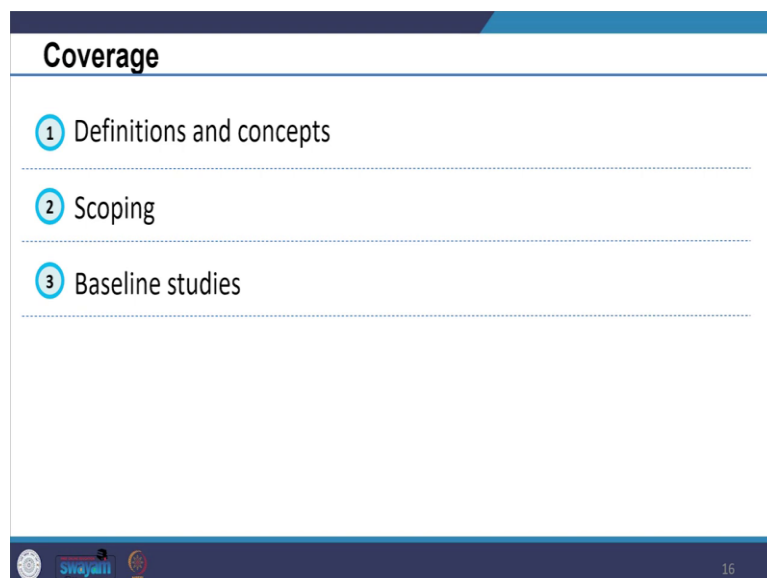 Coverage
1 Definitions and concepts
2 Scoping
3 Baseline studies
swayam
16